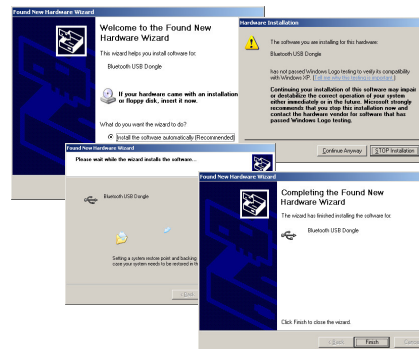 Found New Hardware Wizard
Welcome to the Found New
Hardware Wizard
This wizard helps you install software for:
Bluetooth USB Dongle
If your hardware came with an installation
or floppy disk, insert it now.
What do you want the wizard to do?
Install the software automatically (Recommended)
Hardware Installation
The software you are installing for this hardware:
Bluetooth USB Dongle
has not passed Windows Logo testing to verify its compatibility
with Windows XP. (Tell me why this testing is important.)
Continuing your installation of this software may impair
or destabilize the correct operation of your system
either immediately or in the future. Microsoft strongly
recommends that you stop this installation now and
contact the hardware vendor for software that has
passed Windows Logo testing.
Continue Anyway
STOP Installation
Found New Hardware Wizard
Please wait while the wizard installs the software...
Bluetooth USB Dongle
Setting a system restore point and backing
case your system needs to be restored in th
< Back
Found New Hardware Wizard
Completing the Found New
Hardware Wizard
The wizard has finished installing the software for:
Bluetooth USB Dongle
Click Finish to close the wizard.
< Back
Finish
Cance